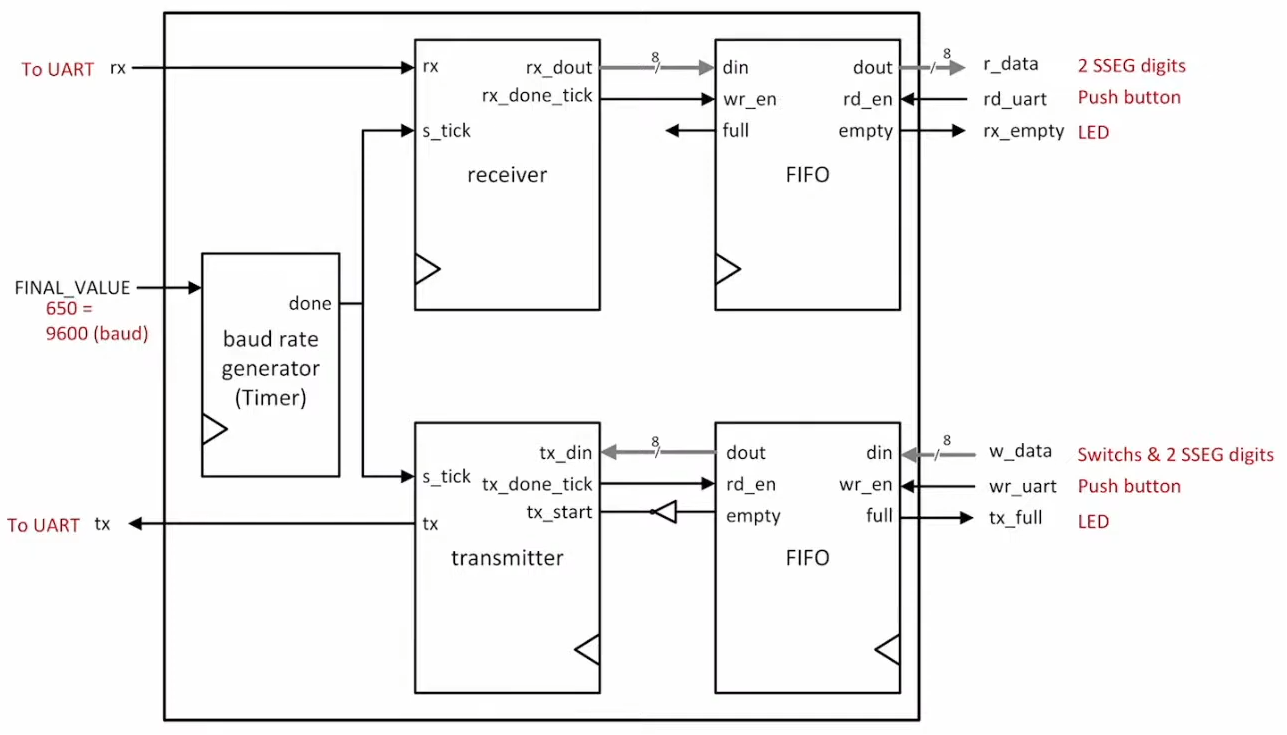 To UART rx
rx
rx_dout
8
din
dout
8
r_data
2 SSEG digits
rx_done_tick
wr_en
rd_en
rd_uart
Push button
s_tick
full
empty
rx_empty
LED
receiver
FIFO
FINAL_VALUE
650 =
9600 (baud)
done
baud rate
generator
(Timer)
tx_din
8
dout
din
8
w_data
Switchs & 2 SSEG digits
s_tick
tx_done_tick
rd_en
wr_en
wr_uart
Push button
To UART tx
tx
tx_start
empty
full
tx_full
LED
transmitter
FIFO